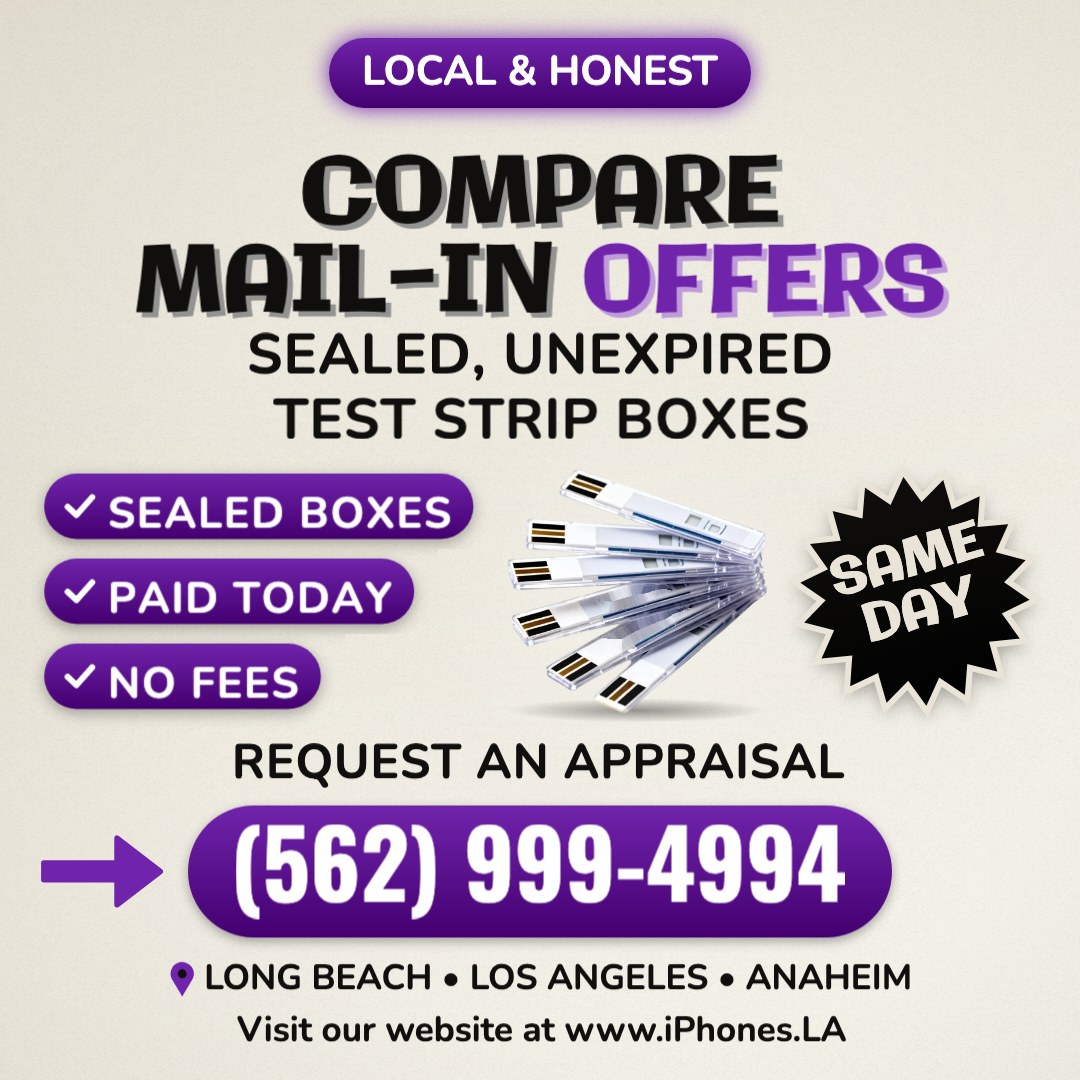 LOCAL & HONEST
COMPARE
MAIL-IN OFFERS
SEALED, UNEXPIRED
TEST STRIP BOXES
✓ SEALED BOXES
✓ PAID TODAY
✓ NO FEES
SAME
DAY
REQUEST AN APPRAISAL
(562) 999-4994
LONG BEACH • LOS ANGELES • ANAHEIM
Visit our website at www.iPhones.LA